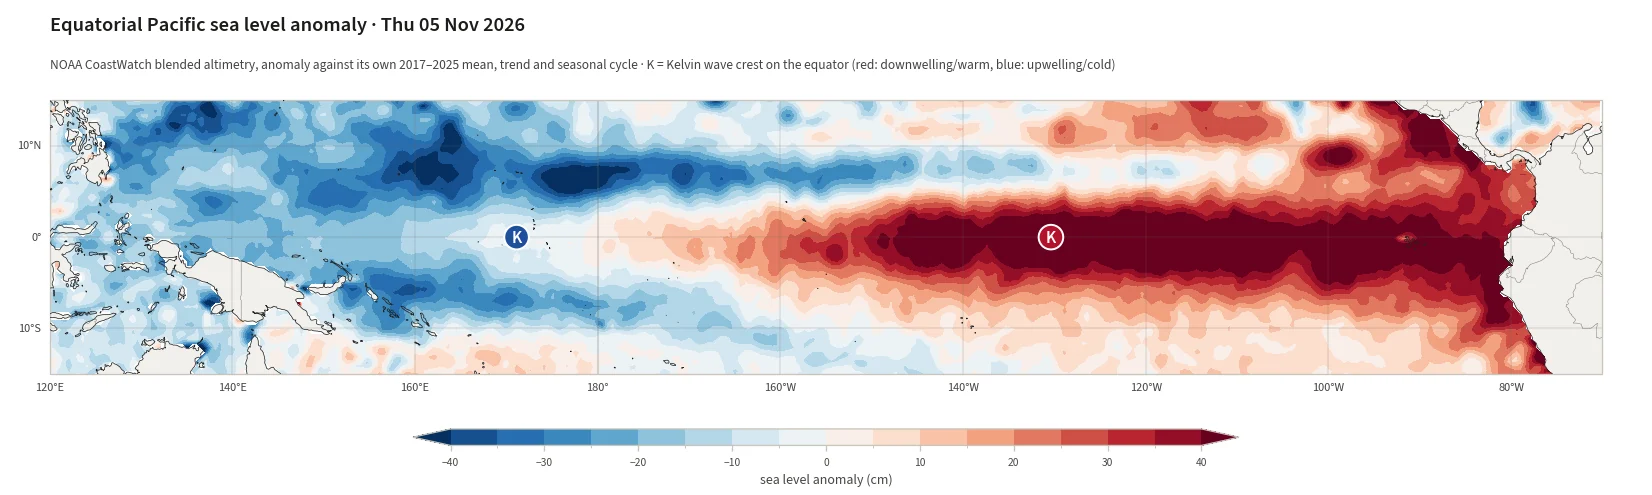 Equatorial Pacific sea level anomaly · Thu 05 Nov 2026
NOAA CoastWatch blended altimetry, anomaly against its own 2017–2025 mean, trend and seasonal cycle · K = Kelvin wave crest on the equator (red: downwelling/warm, blue: upwelling/cold)
10°N
0°
K
K
10°S
120°E 140°E 160°E 180° 160°W 140°W 120°W 100°W 80°W
−40 −30 −20 −10 0 10 20 30 40
sea level anomaly (cm)